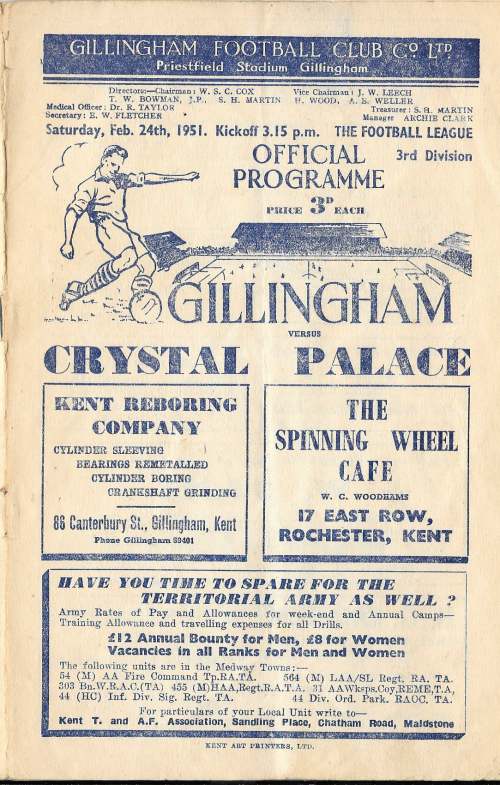 GILLINGHAM FOOTBALL CLUB Co LTD
Priestfield Stadium Gillingham
Directors:—Chairman: W. S. C. COX Vice Chairman: J. W. LEECH
T. W. BOWMAN, J.P., S. H. MARTIN H. WOOD, A. E. WELLER
Medical Officer: Dr. R. TAYLOR Treasurer: S. H. MARTIN
Secretary: E. W. FLETCHER Manager ARCHIE CLARK
Saturday, Feb. 24th, 1951. Kickoff 3.15 p.m. THE FOOTBALL LEAGUE
3rd Division
OFFICIAL
PROGRAMME
PRICE 3D EACH
GILLINGHAM
VERSUS
CRYSTAL PALACE
KENT REBORING
COMPANY
CYLINDER SLEEVING
BEARINGS REMETALLED
CYLINDER BORING
CRANKSHAFT GRINDING
86 Canterbury St., Gillingham, Kent
Phone Gillingham 59401
THE
SPINNING WHEEL
CAFE
W. C. WOODHAMS
17 EAST ROW,
ROCHESTER, KENT
HAVE YOU TIME TO SPARE FOR THE
TERRITORIAL ARMY AS WELL ?
Army Rates of Pay and Allowances for week-end and Annual Camps—
Training Allowance and travelling expenses for all Drills.
£12 Annual Bounty for Men, £8 for Women
Vacancies in all Ranks for Men and Women
The following units are in the Medway Towns:—
54 (M) AA Fire Command Tp.RA.TA. 564 (M) LAA/SL Regt. RA. TA.
303 Bn.W.R.A.C.(TA) 455 (M)HAA,Regt.R.A.T.A. 31 AAWksps.Coy,REME,T.A,
44 (HC) Inf. Div. Sig. Regt. TA. 44 Div. Ord. Park. RAOC. TA.
For particulars of your Local Unit write to—
Kent T. and A.F. Association, Sandling Place, Chatham Road, Maidstone
KENT ART PRINTERS, LTD.